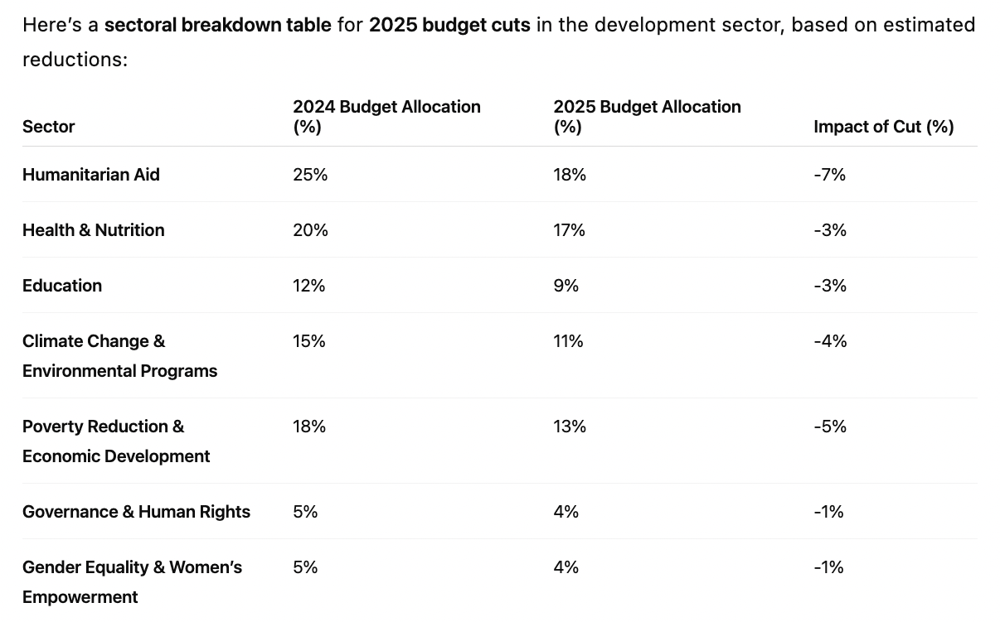 Here’s a sectoral breakdown table for 2025 budget cuts in the development sector, based on estimated
reductions:
2024 Budget Allocation 2025 Budget Allocation
Sector (%) (%) Impact of Cut (%)
Humanitarian Aid 25% 18% -7%
Health & Nutrition 20% 17% -3%
Education 12% 9% -3%
Climate Change & 15% 11% -4%
Environmental Programs
Poverty Reduction & 18% 13% -5%
Economic Development
Governance & Human Rights 5% 4% -1%
Gender Equality & Women’s 5% 4% -1%
Empowerment